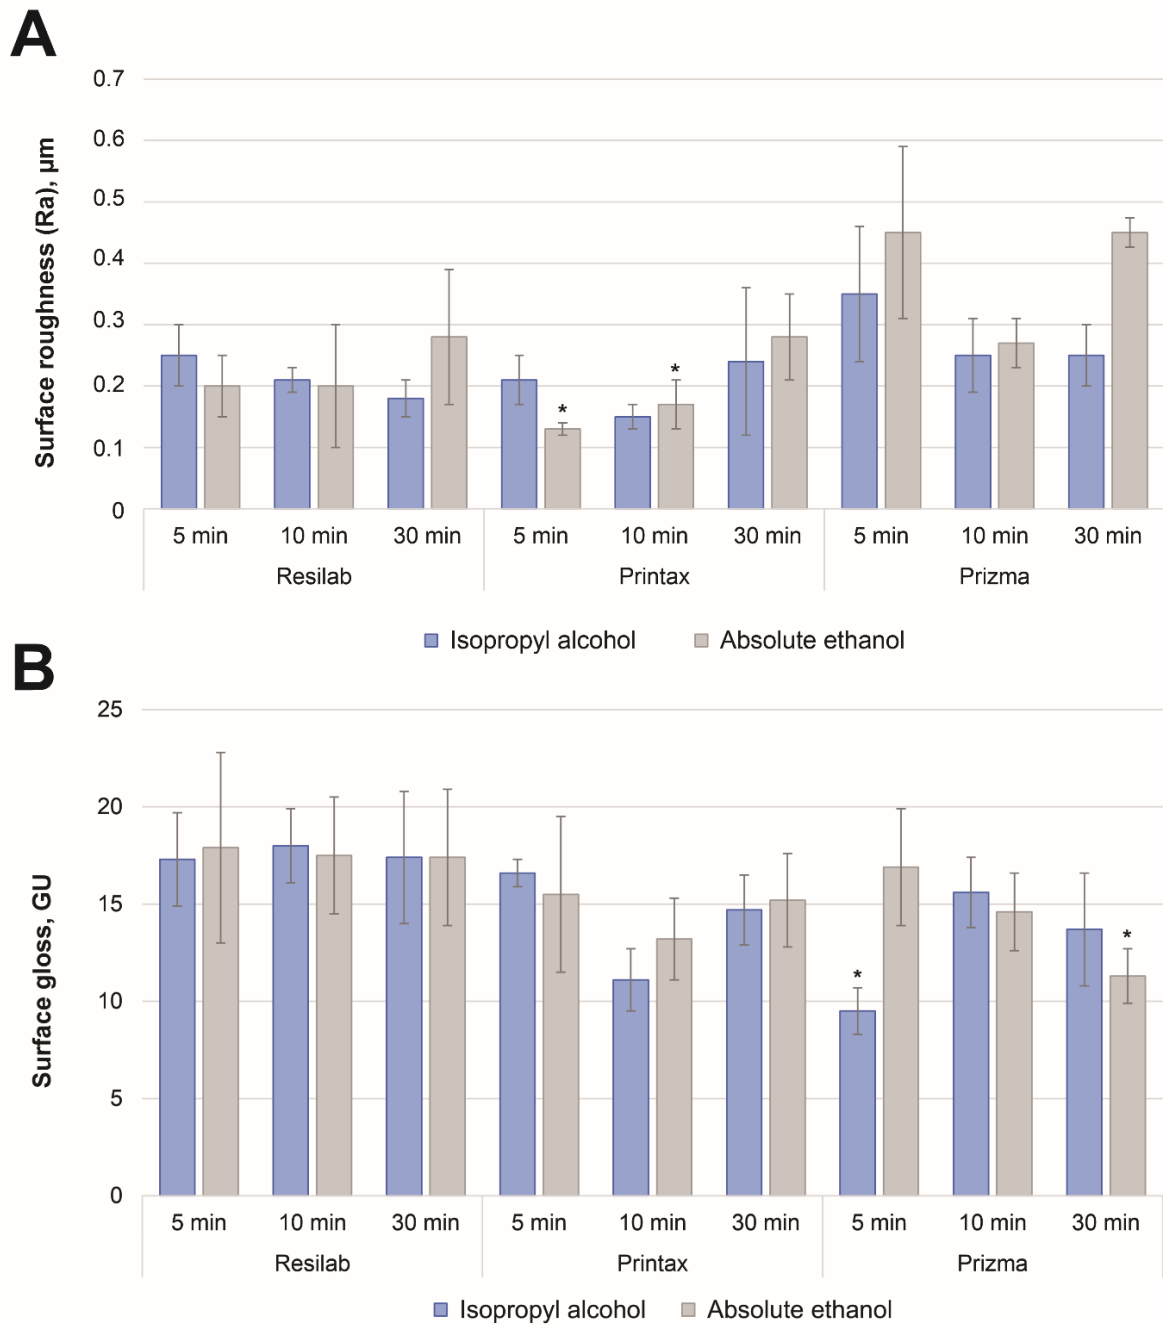 A
0.7
0.6
0.5
0.4
0.3
0.2
0.1
0
Surface roughness (Ra), µm
* *
5 min 10 min 30 min 5 min 10 min 30 min 5 min 10 min 30 min
Resilab Printax Prizma
Isopropyl alcohol Absolute ethanol
B
25
20
15
10
5
0
Surface gloss, GU
* *
5 min 10 min 30 min 5 min 10 min 30 min 5 min 10 min 30 min
Resilab Printax Prizma
Isopropyl alcohol Absolute ethanol